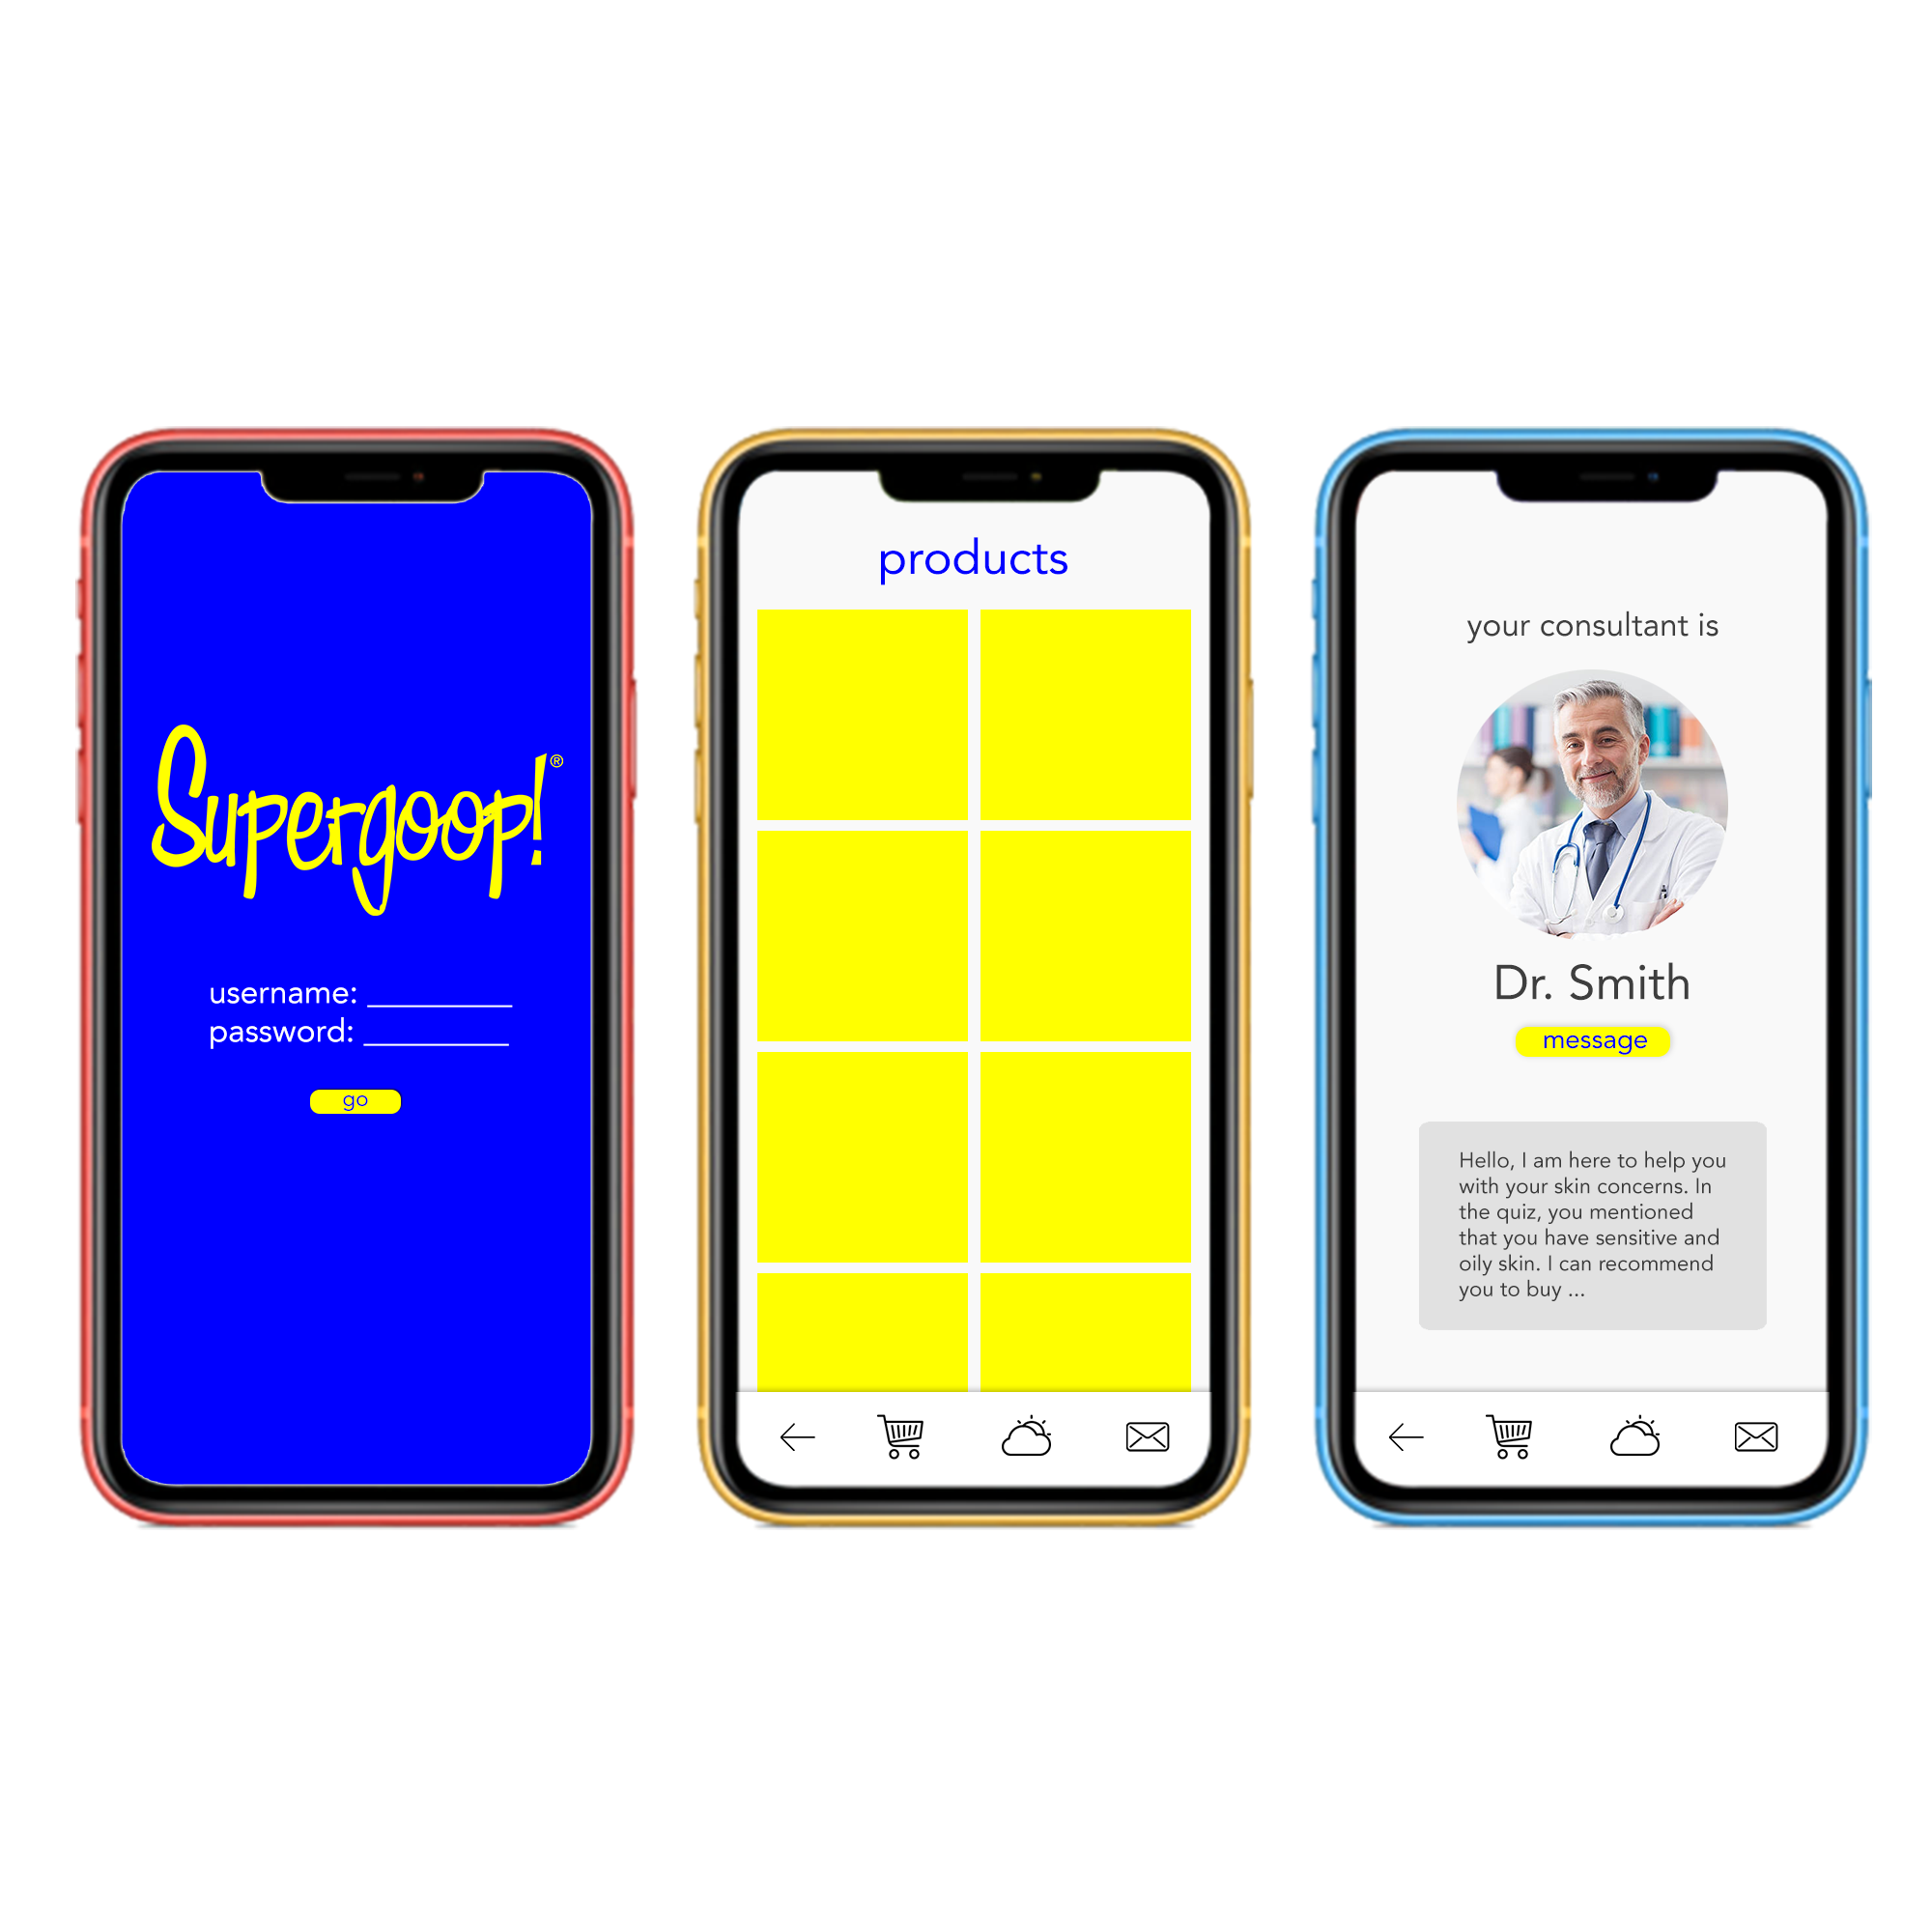 Supergoop!®
username: __________
password: __________
go
products
your consultant is
Dr. Smith
message
Hello, I am here to help you
with your skin concerns. In
the quiz, you mentioned
that you have sensitive and
oily skin. I can recommend
you to buy ...